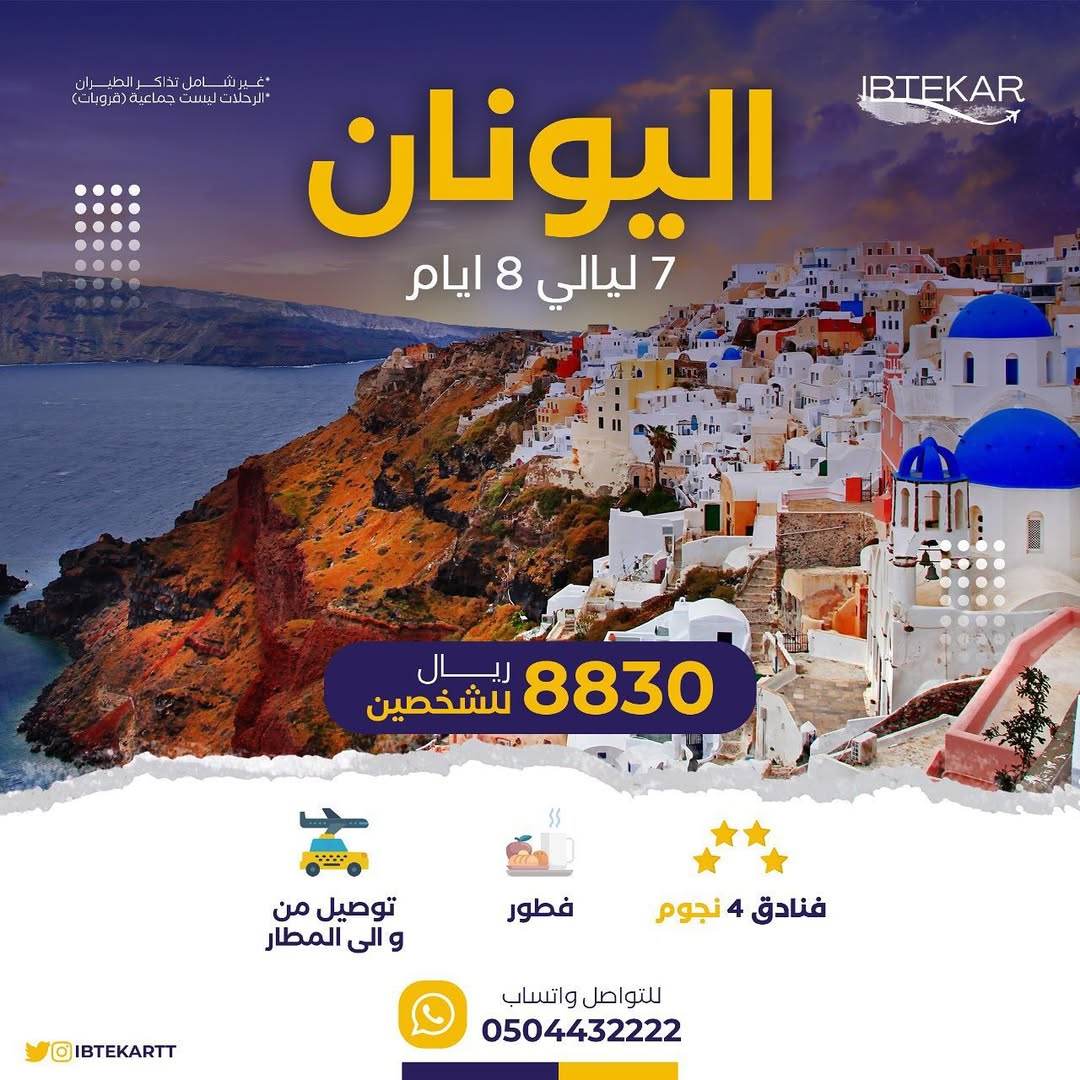 *غير شامل تذاكر الطيران
*الرحلات ليست جماعية (قروبات)
IBTEKAR
اليونان
7 ليالي 8 ايام
8830 ريال
للشخصين
فنادق 4 نجوم
فطور
توصيل من
و الى المطار
للتواصل واتساب
0504432222
IBTEKARTT